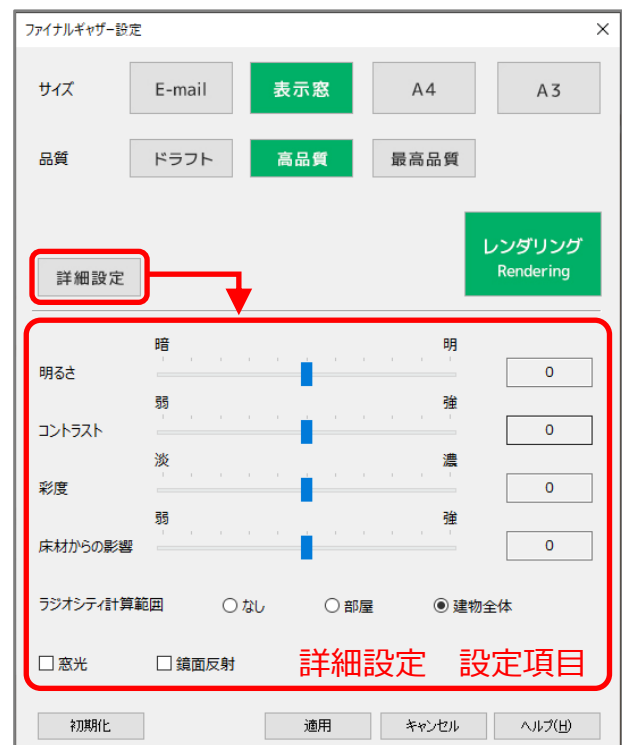 ファイナルギャザー設定
サイズ E-mail 表示窓 A4 A3
品質 ドラフト 高品質 最高品質
レンダリング
Rendering
詳細設定
暗 明
明るさ 0
弱 強
コントラスト 0
淡 濃
彩度 0
弱 強
床材からの影響 0
ラジオシティ計算範囲 なし 部屋 建物全体
窓光 鏡面反射 詳細設定 設定項目
初期化 適用 キャンセル ヘルプ(H)